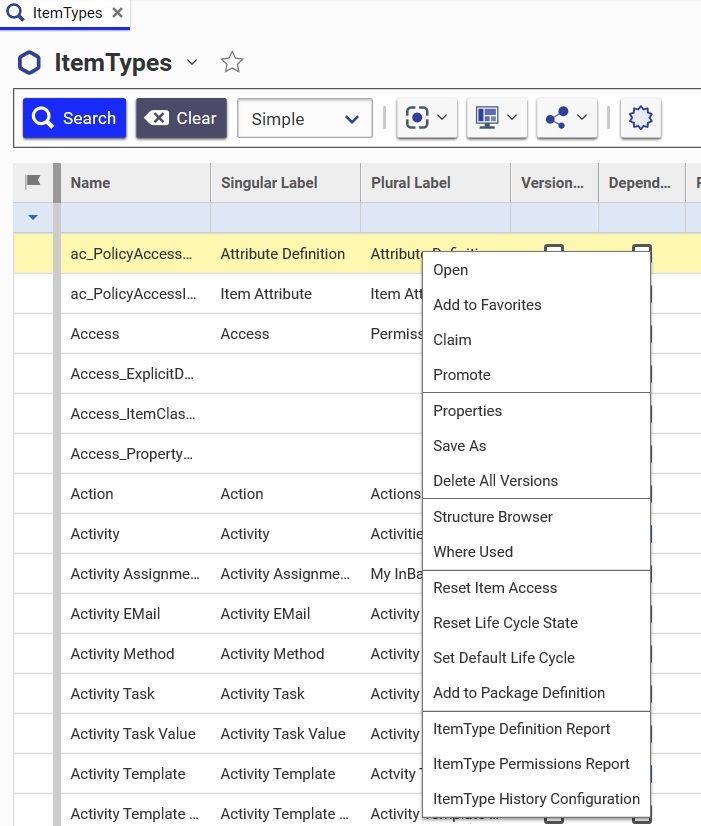 ItemTypes
ItemTypes
Search Clear Simple
Name Singular Label Plural Label Version... Depend...
ac_PolicyAccess... Attribute Definition
ac_PolicyAccessI... Item Attribute Item Att
Access Access Permiss
Access_ExplicitD...
Access_ItemClas...
Access_Property...
Action Action Actions
Activity Activity Activitie
Activity Assignme... Activity Assignme... My InBa
Activity EMail Activity EMail Activity
Activity Method Activity Method Activity
Activity Task Activity Task Activity
Activity Task Value Activity Task Value Activity
Activity Template Activity Template Actvity
Activity Template ... Activity Template ... Activity
Open
Add to Favorites
Claim
Promote
Properties
Save As
Delete All Versions
Structure Browser
Where Used
Reset Item Access
Reset Life Cycle State
Set Default Life Cycle
Add to Package Definition
ItemType Definition Report
ItemType Permissions Report
ItemType History Configuration